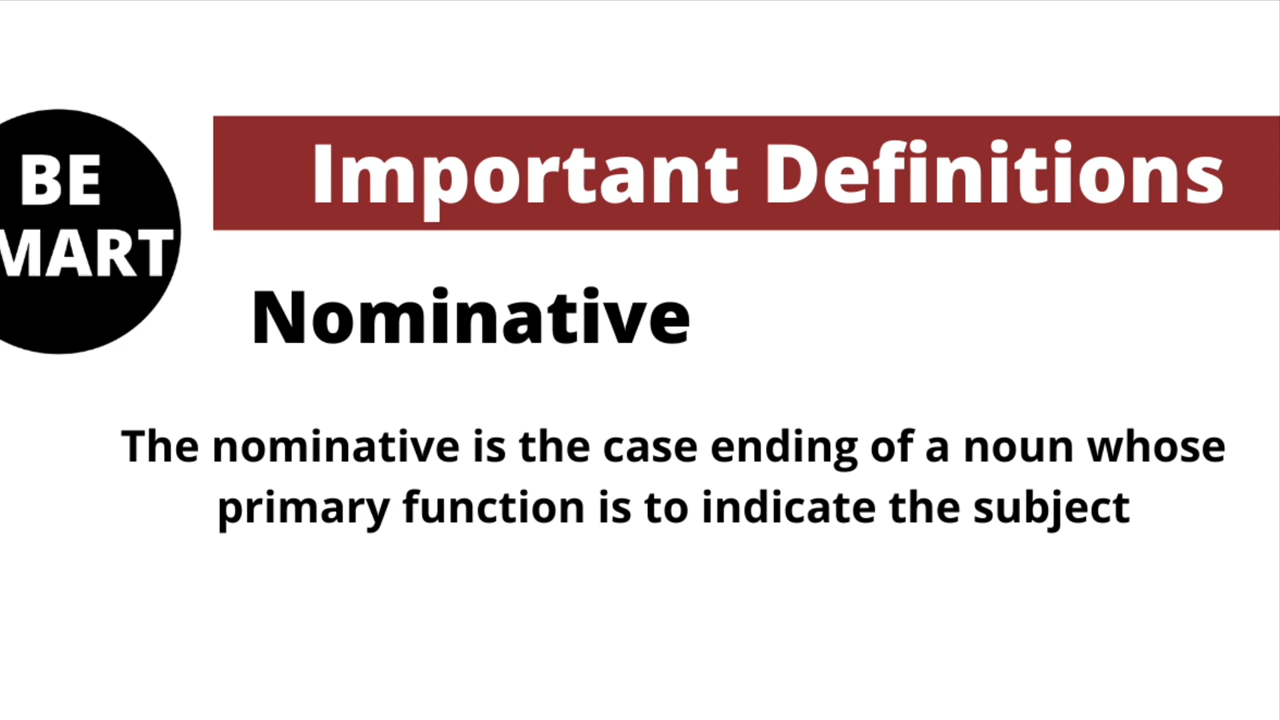 BE
MART
Important Definitions
Nominative
The nominative is the case ending of a noun whose
primary function is to indicate the subject